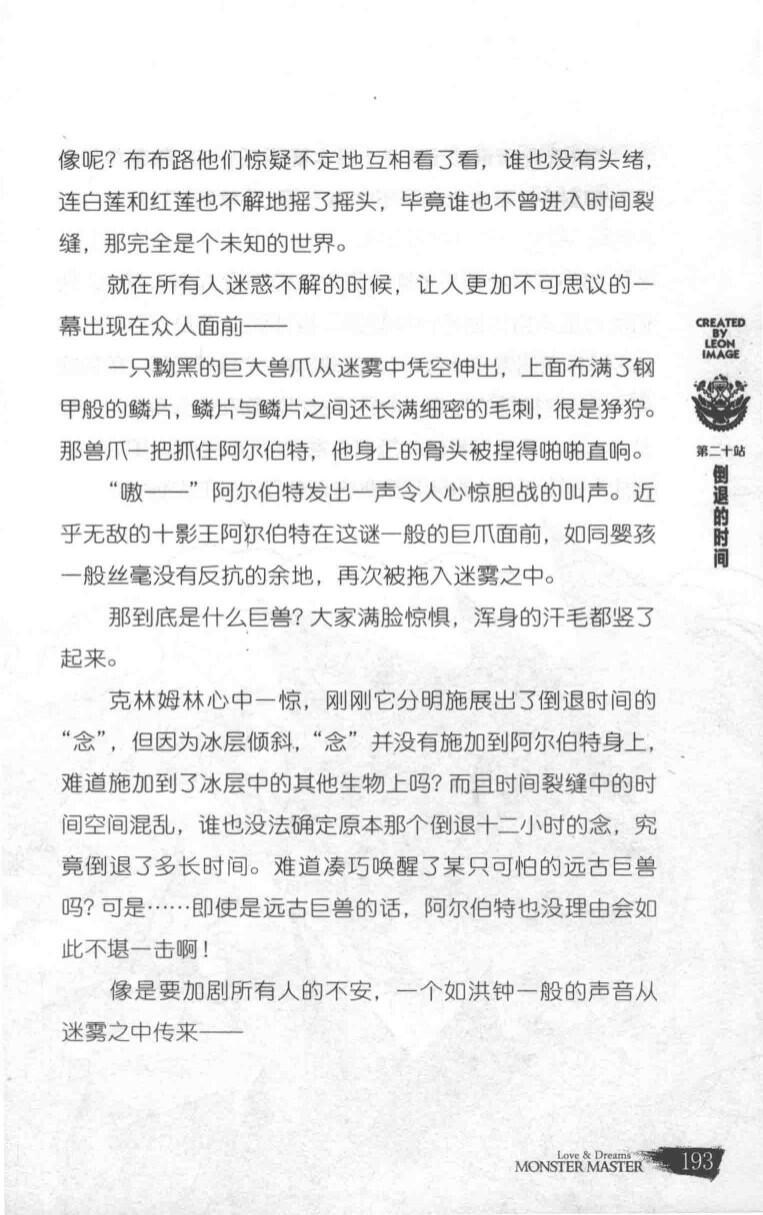 像呢？布布路他们惊疑不定地互相看了看，谁也没有头绪，
连白莲和红莲也不解地摇了摇头，毕竟谁也不曾进入时间裂
缝，那完全是个未知的世界。
就在所有人迷惑不解的时候，让人更加不可思议的一
幕出现在众人面前——
一只黝黑的巨大兽爪从迷雾中凭空伸出，上面布满了钢
甲般的鳞片，鳞片与鳞片之间还长满细密的毛刺，很是狰狞。
那兽爪一把抓住阿尔伯特，他身上的骨头被捏得啪啪直响。
“嗷——”阿尔伯特发出一声令人心惊胆战的叫声。近
乎无敌的十影王阿尔伯特在这谜一般的巨爪面前，如同婴孩
一般丝毫没有反抗的余地，再次被拖入迷雾之中。
那到底是什么巨兽？大家满脸惊惧，浑身的汗毛都竖了
起来。
克林姆林心中一惊，刚刚它分明施展出了倒退时间的
“念”，但因为冰层倾斜，“念”并没有施加到阿尔伯特身上，
难道施加到了冰层中的其他生物上吗？而且时间裂缝中的时
间空间混乱，谁也没法确定原本那个倒退十二小时的念，究
竟倒退了多长时间。难道凑巧唤醒了某只可怕的远古巨兽
吗？可是……即使是远古巨兽的话，阿尔伯特也没理由会如
此不堪一击啊！
像是要加剧所有人的不安，一个如洪钟一般的声音从
迷雾之中传来——
CREATED
BY
LEON
IMAGE
第二十站
倒退的时间
Love & Dreams
MONSTER MASTER
193